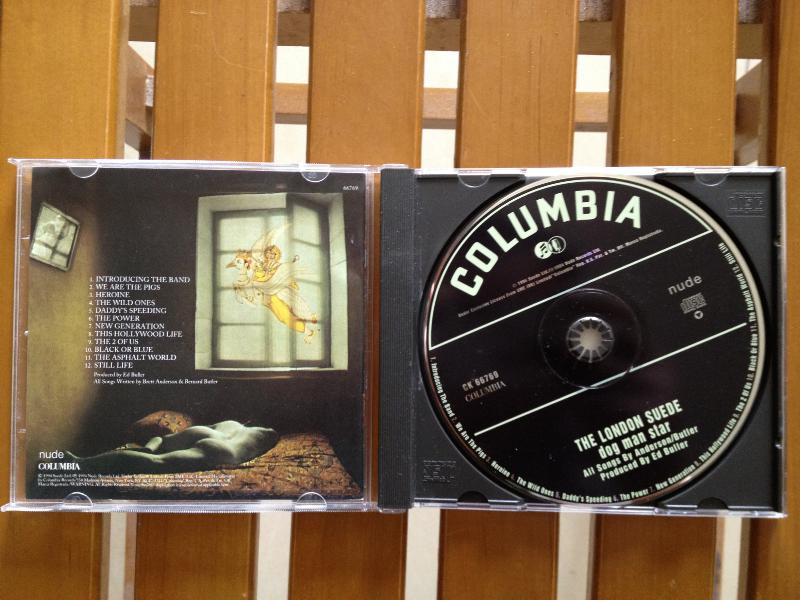 66769
1. INTRODUCING THE BAND
2. WE ARE THE PIGS
3. HEROINE
4. THE WILD ONES
5. DADDY'S SPEEDING
6. THE POWER
7. NEW GENERATION
8. THIS HOLLYWOOD LIFE
9. THE 2 OF US
10. BLACK OR BLUE
11. THE ASPHALT WORLD
12. STILL LIFE
Produced by Ed Buller
All Songs Written by Brett Anderson & Bernard Butler
nude
COLUMBIA
COLUMBIA
nude
CK 66769
COLUMBIA
THE LONDON SUEDE
dog man star
All Songs By Anderson/Butler
Produced By Ed Buller
1. Introducing The Band 2. We Are The Pigs 3. Heroine 4. The Wild Ones 5. Daddy's Speeding 6. The Power 7. New Generation 8. This Hollywood Life 9. The 2 Of Us 10. Black Or Blue 11. The Asphalt World 12. Still Life